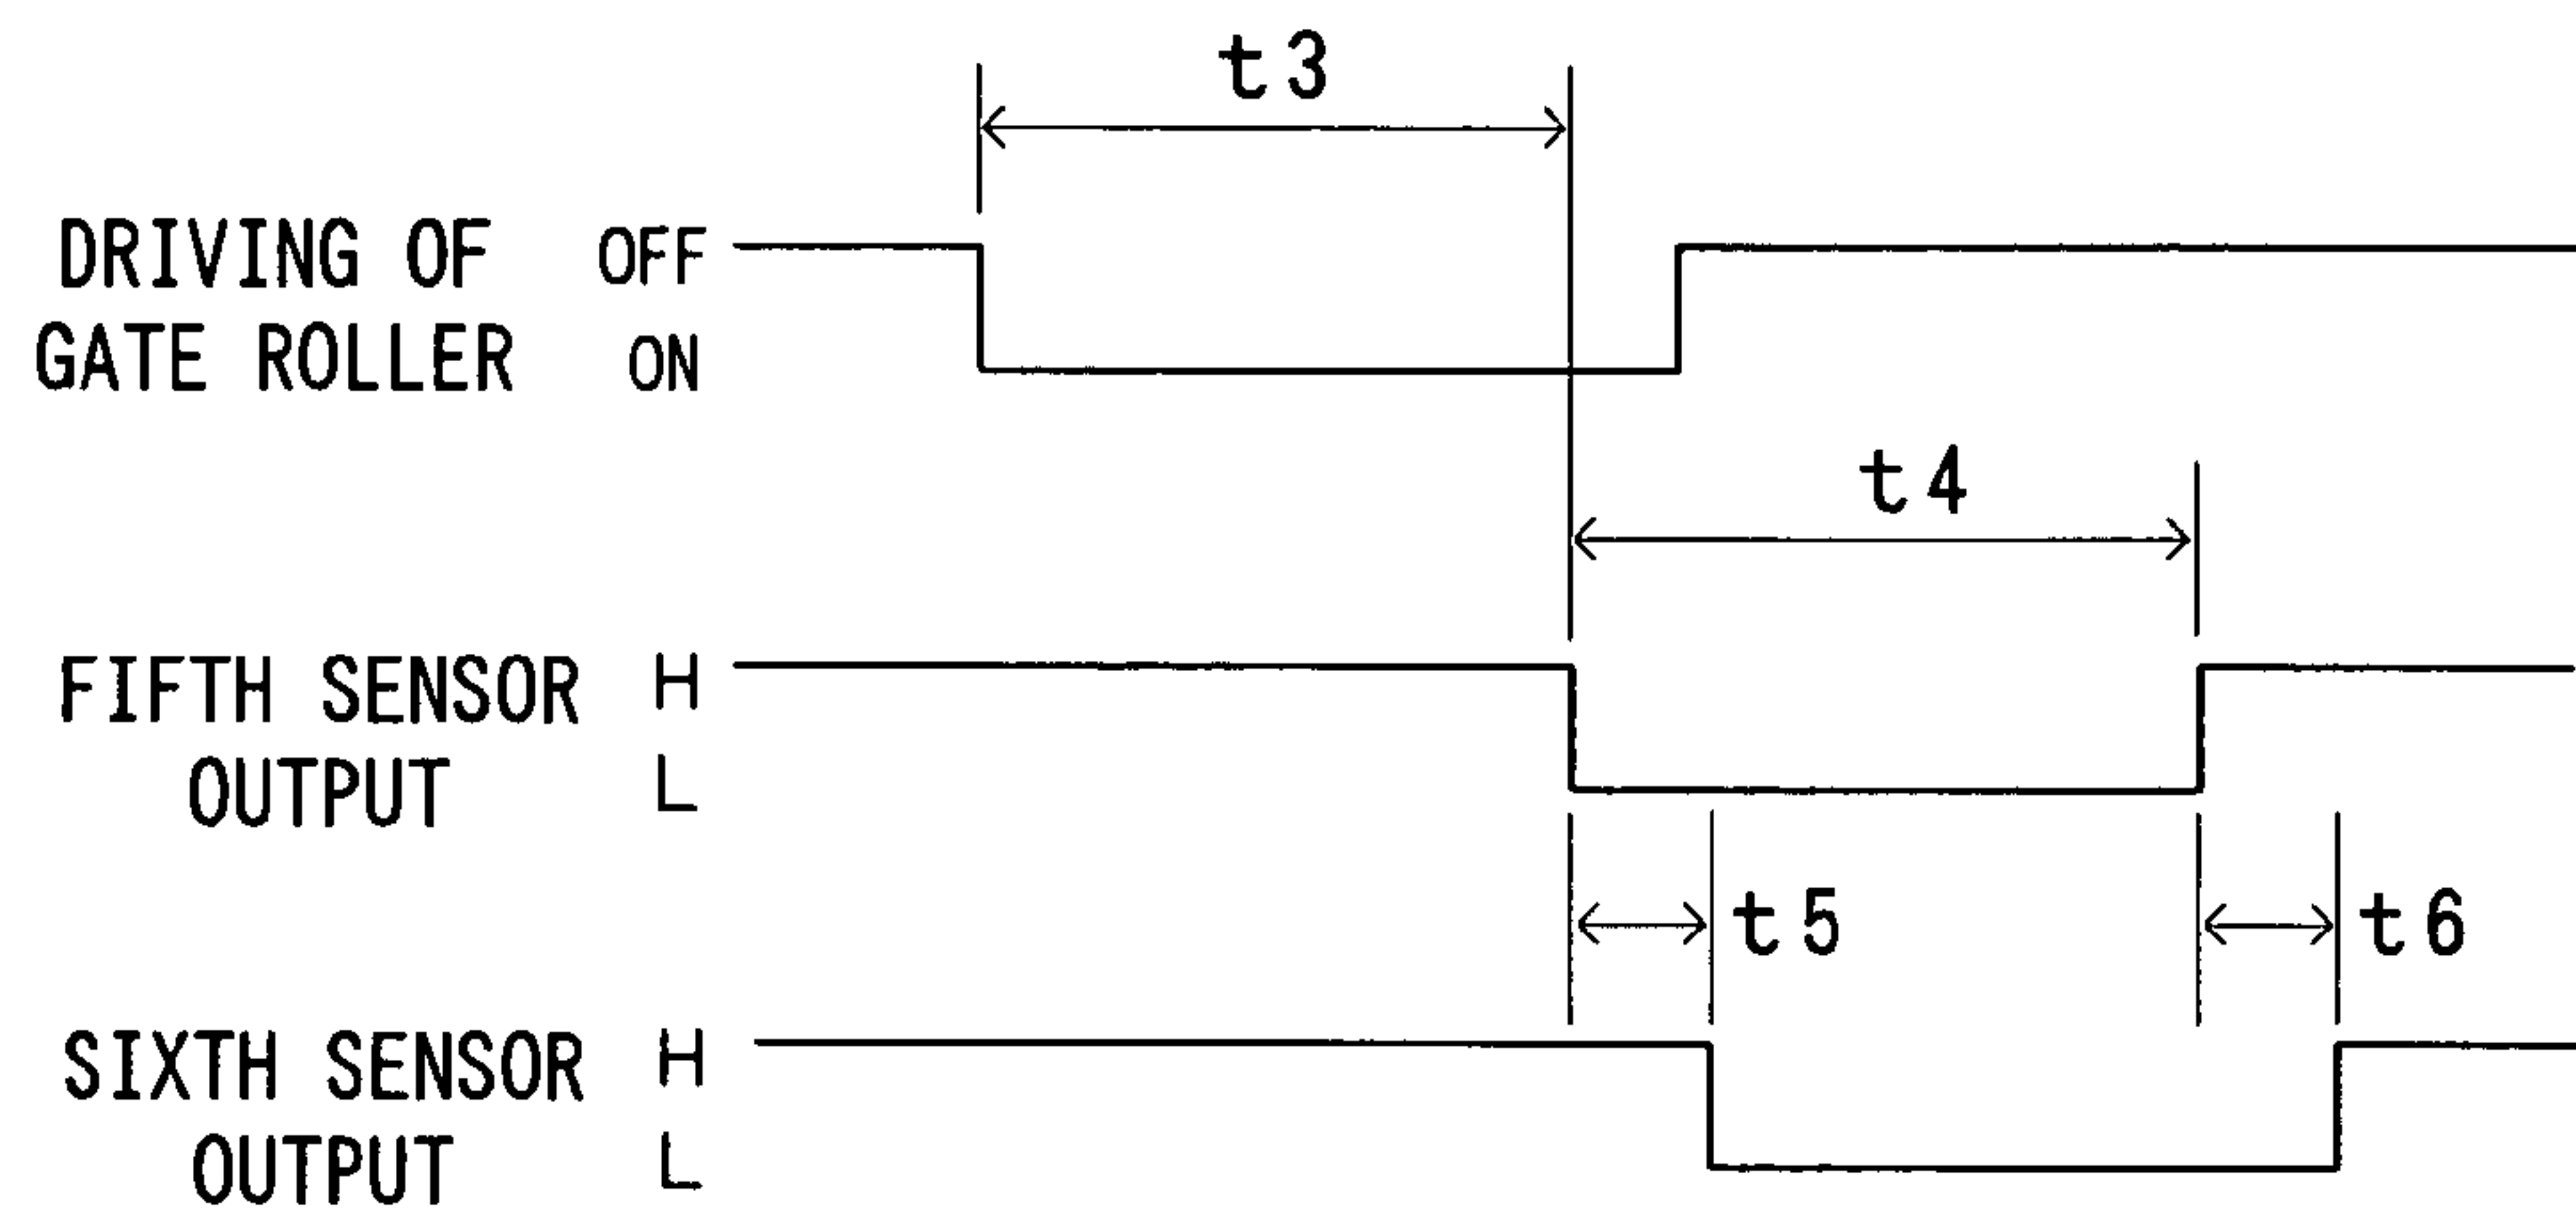 t3
DRIVING OF OFF
GATE ROLLER ON
t4
FIFTH SENSOR H
OUTPUT L
t5 t6
SIXTH SENSOR H
OUTPUT L